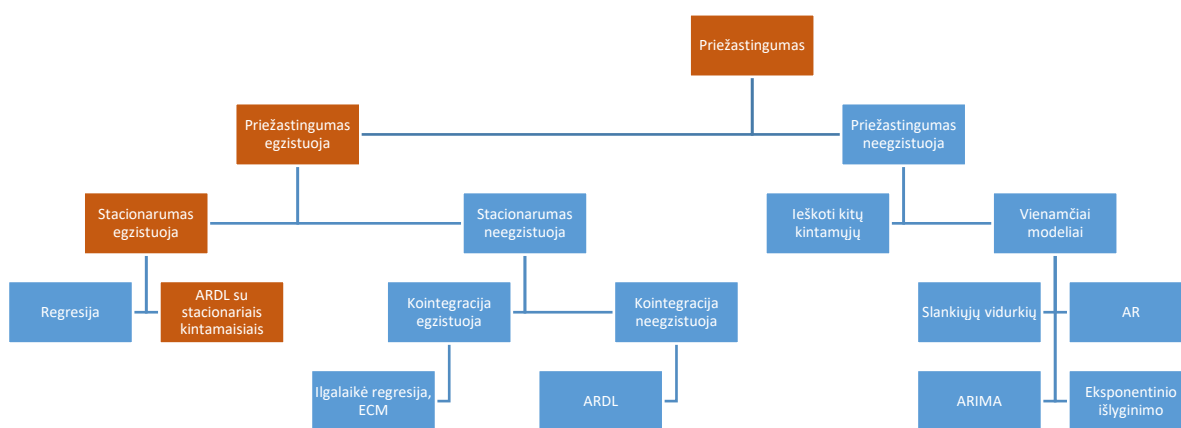 Priežastingumas
Priežastingumas
egzistuoja
Priežastingumas
neegzistuoja
Stacionarumas
egzistuoja
Stacionarumas
neegzistuoja
Ieškoti kitų
kintamųjų
Vienamčiai
modeliai
Regresija
ARDL su
stacionariais
kintamaisiais
Kointegracija
egzistuoja
Kointegracija
neegzistuoja
Slankiųjų vidurkių
AR
Ilgalaikė regresija,
ECM
ARDL
ARIMA
Eksponentinio
išlyginimo